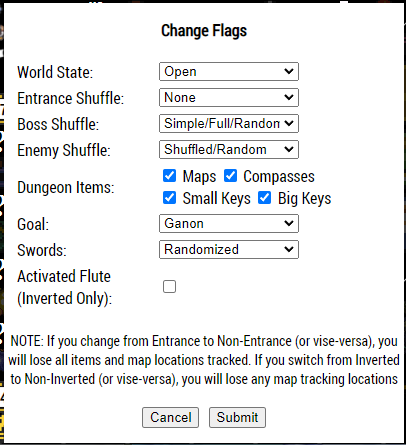 Change Flags
World State: Open
Entrance Shuffle: None
Boss Shuffle: Simple/Full/Random
Enemy Shuffle: Shuffled/Random
Dungeon Items: Maps Compasses
Small Keys Big Keys
Goal: Ganon
Swords: Randomized
Activated Flute
(Inverted Only):
NOTE: If you change from Entrance to Non-Entrance (or vise-versa), you
will lose all items and map locations tracked. If you switch from Inverted
to Non-Inverted (or vise-versa), you will lose any map tracking locations
Cancel Submit